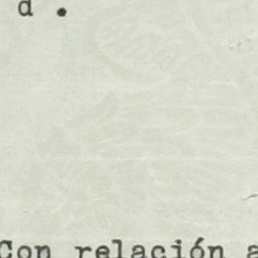 d .
Con relación a